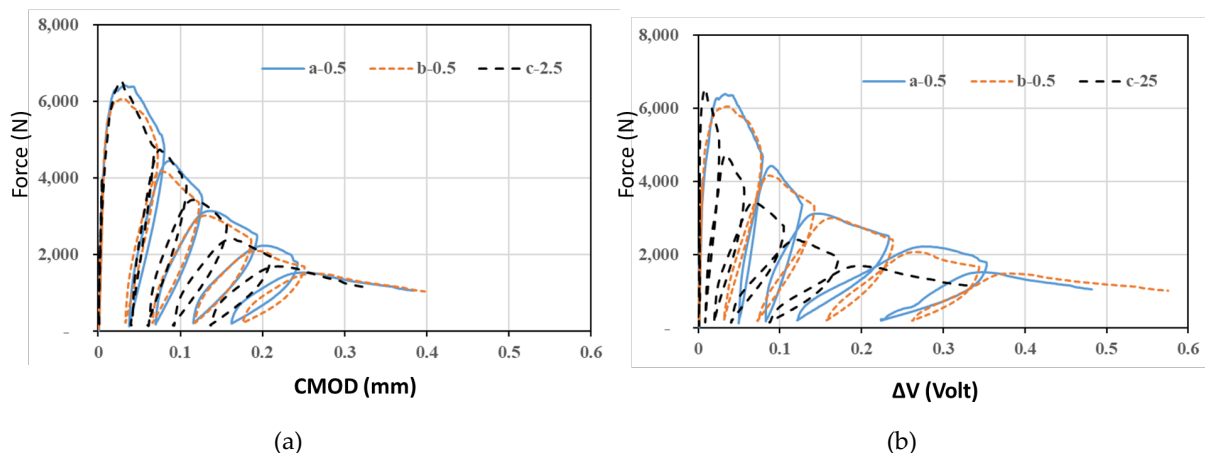 8,000
6,000
4,000
2,000
–
Force (N)
a-0.5 b-0.5 c-2.5
0 0.1 0.2 0.3 0.4 0.5 0.6
CMOD (mm)
(a)
8,000
6,000
4,000
2,000
–
Force (N)
a-0.5 b-0.5 c-25
0 0.1 0.2 0.3 0.4 0.5 0.6
ΔV (Volt)
(b)